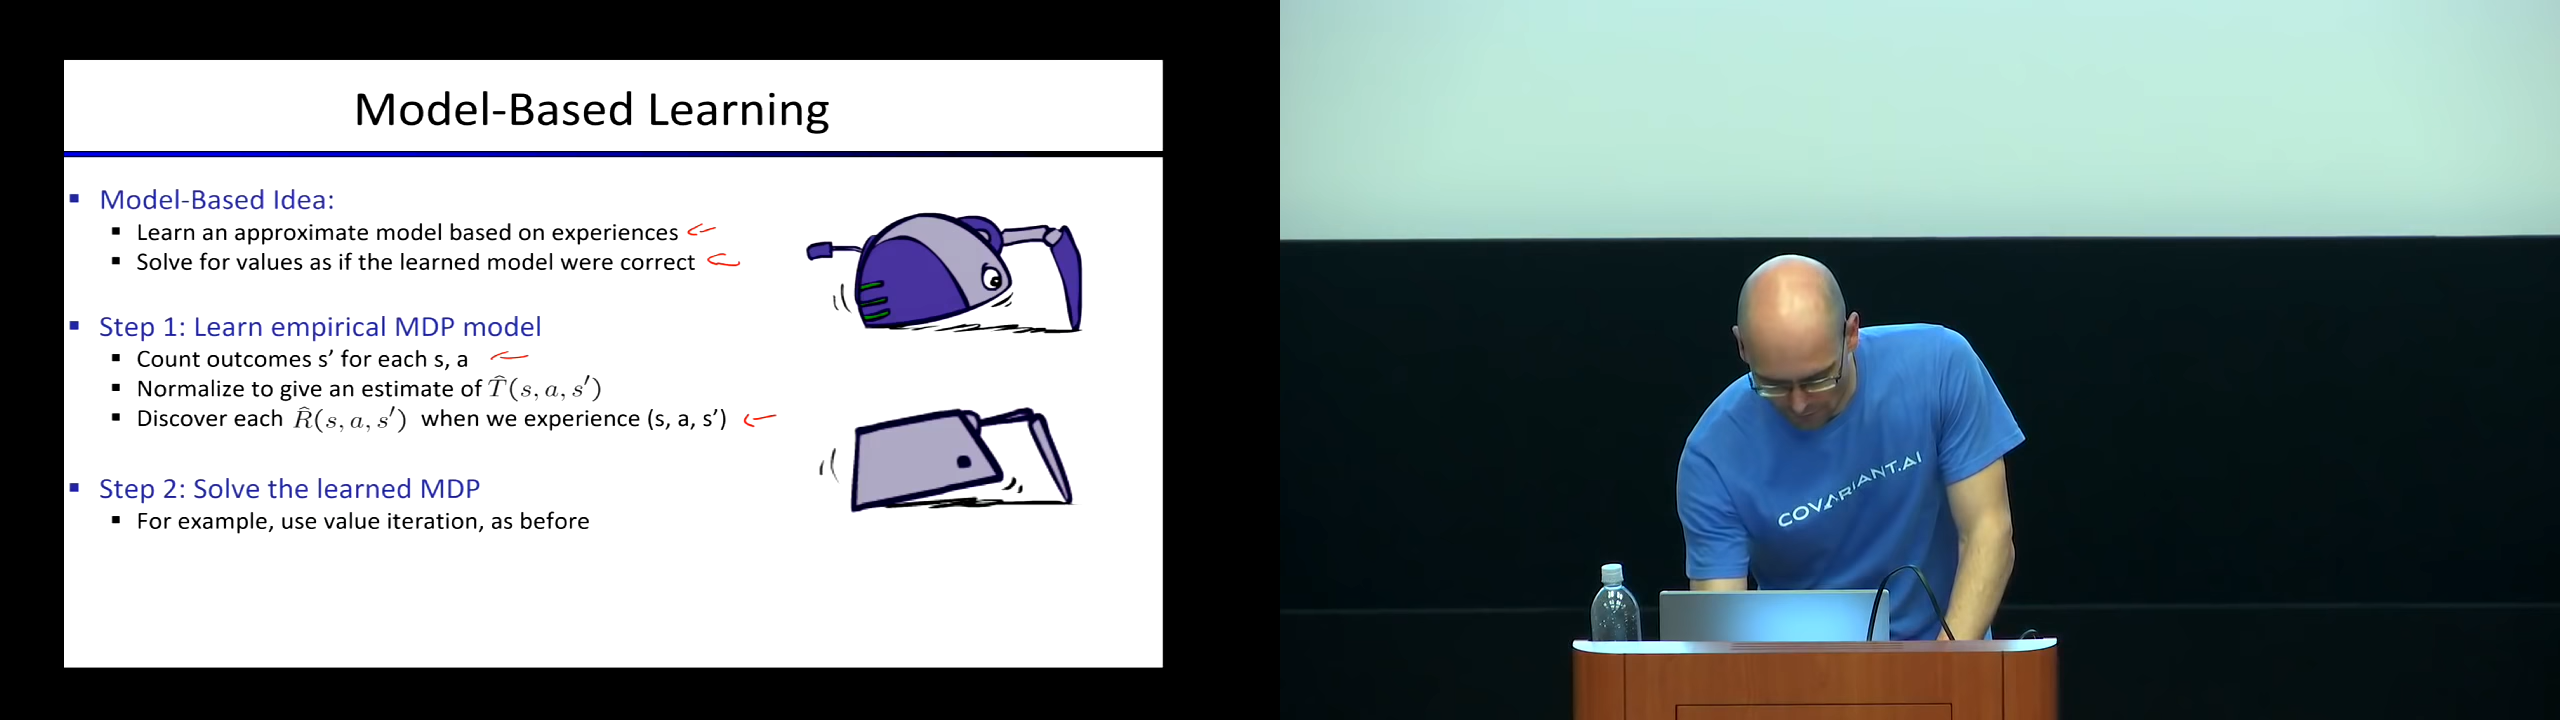 Model-Based Learning
Model-Based Idea:
Learn an approximate model based on experiences
Solve for values as if the learned model were correct
Step 1: Learn empirical MDP model
Count outcomes s’ for each s, a
Normalize to give an estimate of T̂(s, a, s′)
Discover each R̂(s, a, s′) when we experience (s, a, s’)
Step 2: Solve the learned MDP
For example, use value iteration, as before
COVARIANT.AI